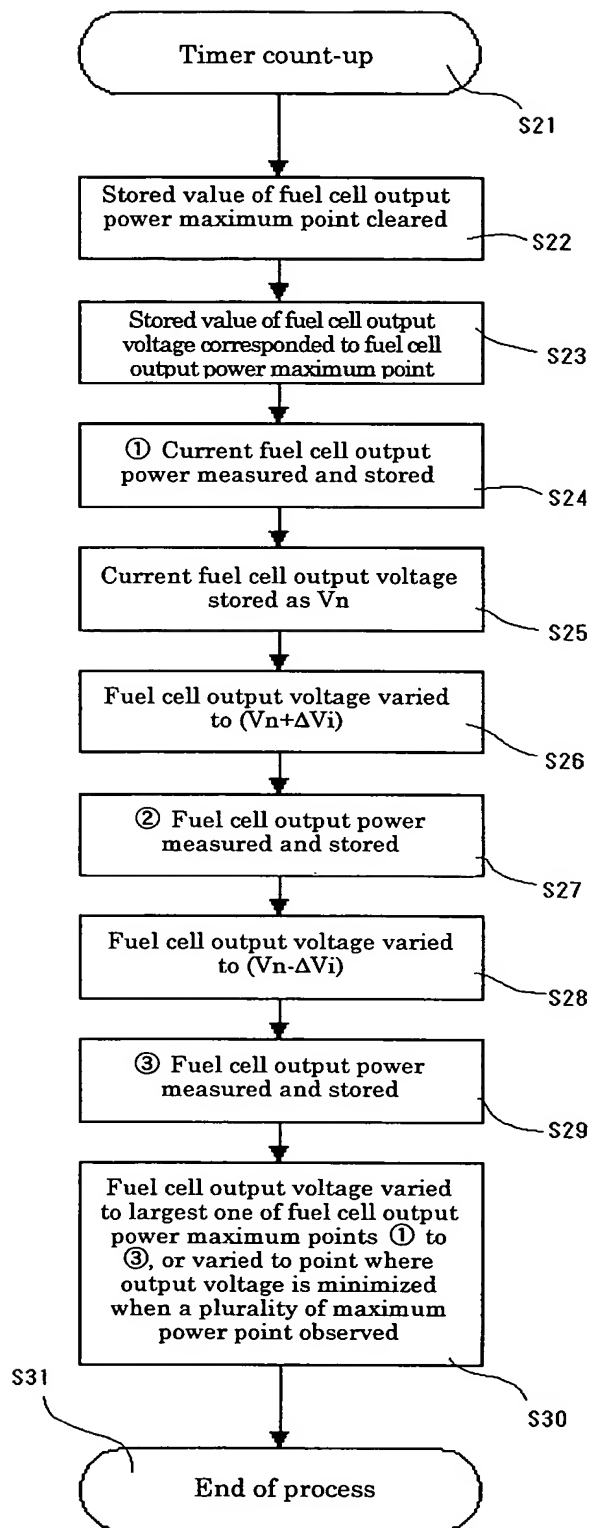 Timer count-up
S21
Stored value of fuel cell output
power maximum point cleared
S22
Stored value of fuel cell output
voltage corresponded to fuel cell
output power maximum point
S23
① Current fuel cell output
power measured and stored
S24
Current fuel cell output voltage
stored as Vn
S25
Fuel cell output voltage varied
to (Vn+ΔVi)
S26
② Fuel cell output power
measured and stored
S27
Fuel cell output voltage varied
to (Vn-ΔVi)
S28
③ Fuel cell output power
measured and stored
S29
Fuel cell output voltage varied
to largest one of fuel cell output
power maximum points ① to
③, or varied to point where
output voltage is minimized
when a plurality of maximum
power point observed
S30
S31
End of process